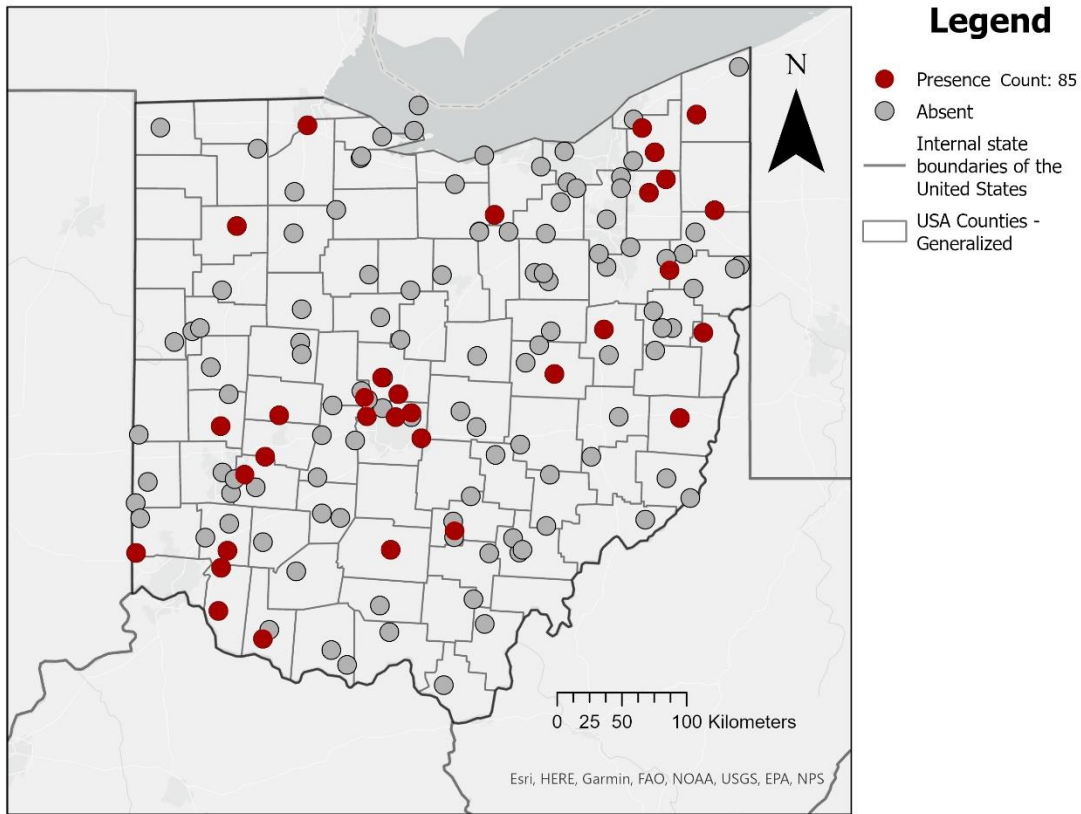 Legend
N
Presence Count: 85
Absent
Internal state
boundaries of the
United States
USA Counties -
Generalized
0 25 50 100 Kilometers
Esri, HERE, Garmin, FAO, NOAA, USGS, EPA, NPS